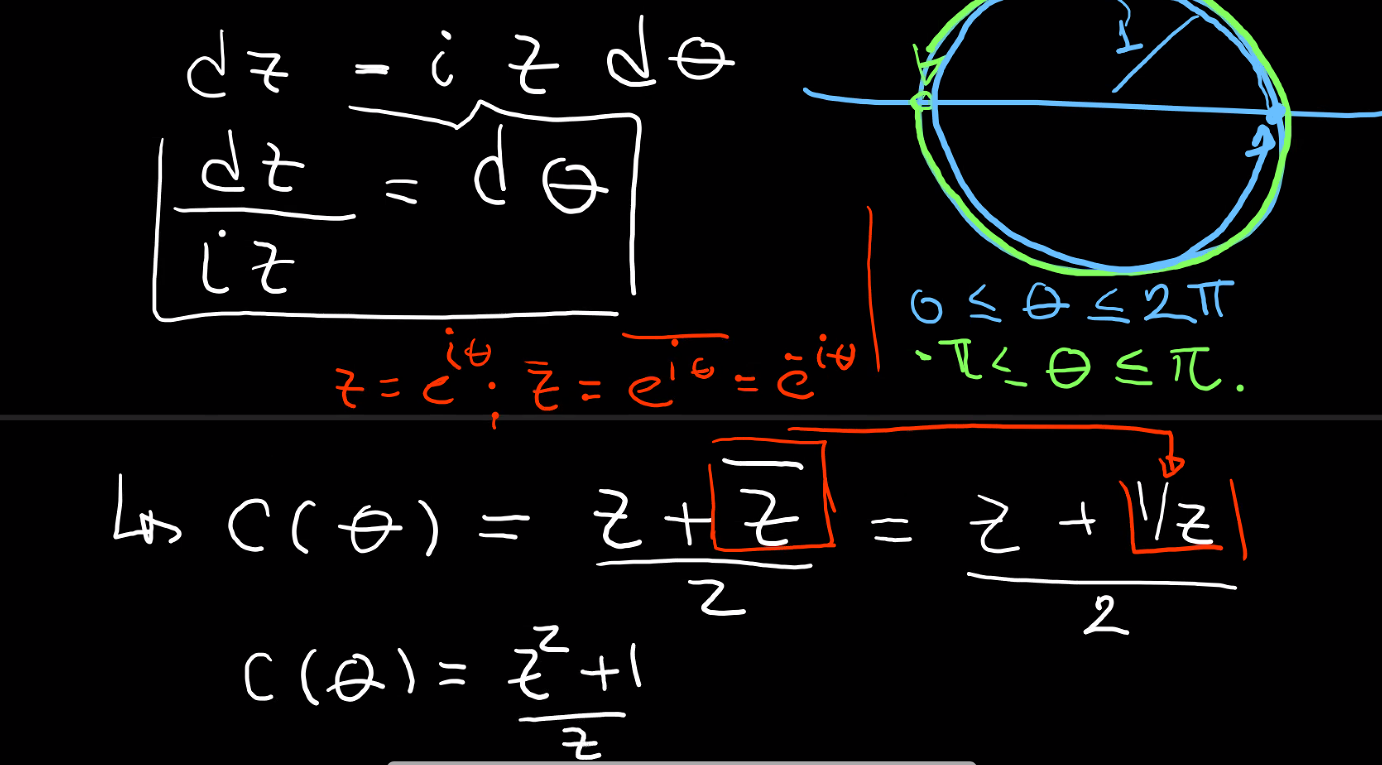 dz = i z dθ
1
dz/iz = dθ
0 ≤ θ ≤ 2π
-π ≤ θ ≤ π.
z = e^{iθ}; z̅ = \overline{e^{iθ}} = e^{-iθ}
↳ C(θ) = (z + z̅)/2 = (z + 1/z)/2
C(θ) = (z² + 1)/z